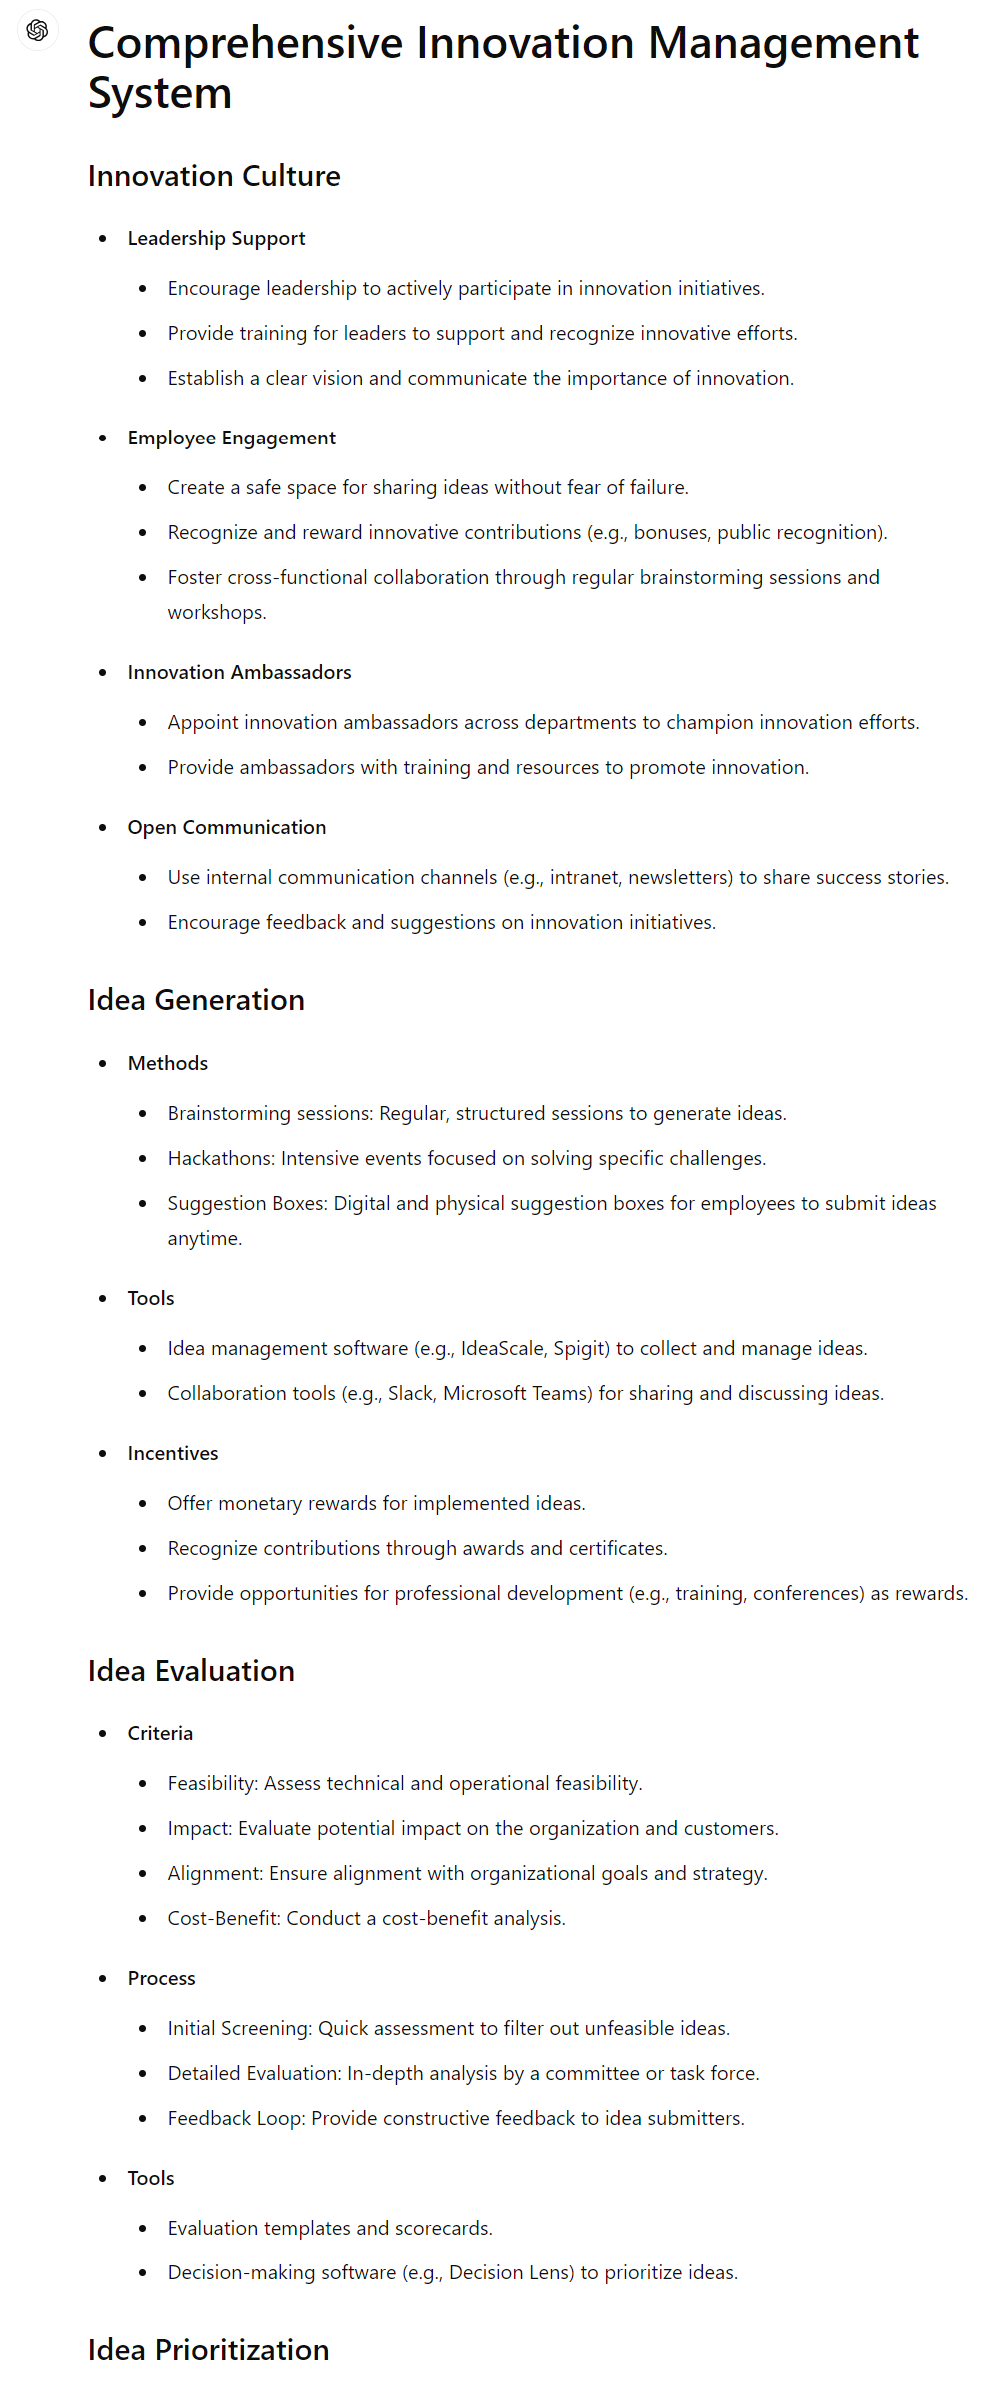 Comprehensive Innovation Management
System
Innovation Culture
• Leadership Support
• Encourage leadership to actively participate in innovation initiatives.
• Provide training for leaders to support and recognize innovative efforts.
• Establish a clear vision and communicate the importance of innovation.
• Employee Engagement
• Create a safe space for sharing ideas without fear of failure.
• Recognize and reward innovative contributions (e.g., bonuses, public recognition).
• Foster cross-functional collaboration through regular brainstorming sessions and
workshops.
• Innovation Ambassadors
• Appoint innovation ambassadors across departments to champion innovation efforts.
• Provide ambassadors with training and resources to promote innovation.
• Open Communication
• Use internal communication channels (e.g., intranet, newsletters) to share success stories.
• Encourage feedback and suggestions on innovation initiatives.
Idea Generation
• Methods
• Brainstorming sessions: Regular, structured sessions to generate ideas.
• Hackathons: Intensive events focused on solving specific challenges.
• Suggestion Boxes: Digital and physical suggestion boxes for employees to submit ideas
anytime.
• Tools
• Idea management software (e.g., IdeaScale, Spigit) to collect and manage ideas.
• Collaboration tools (e.g., Slack, Microsoft Teams) for sharing and discussing ideas.
• Incentives
• Offer monetary rewards for implemented ideas.
• Recognize contributions through awards and certificates.
• Provide opportunities for professional development (e.g., training, conferences) as rewards.
Idea Evaluation
• Criteria
• Feasibility: Assess technical and operational feasibility.
• Impact: Evaluate potential impact on the organization and customers.
• Alignment: Ensure alignment with organizational goals and strategy.
• Cost-Benefit: Conduct a cost-benefit analysis.
• Process
• Initial Screening: Quick assessment to filter out unfeasible ideas.
• Detailed Evaluation: In-depth analysis by a committee or task force.
• Feedback Loop: Provide constructive feedback to idea submitters.
• Tools
• Evaluation templates and scorecards.
• Decision-making software (e.g., Decision Lens) to prioritize ideas.
Idea Prioritization